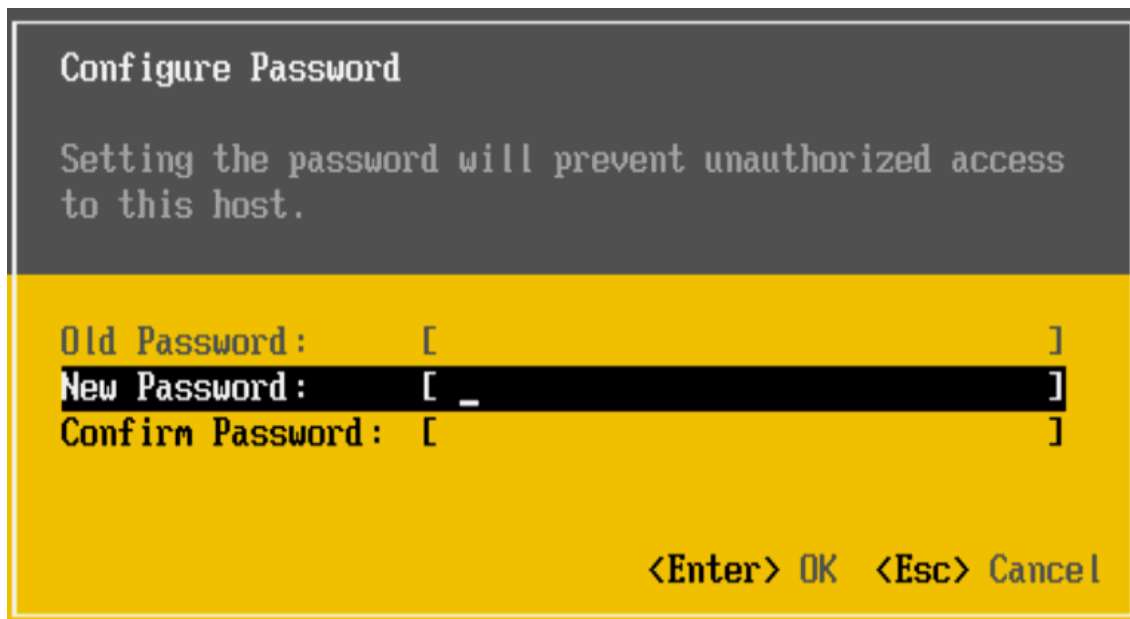 Configure Password
Setting the password will prevent unauthorized access
to this host.
Old Password: [ ]
New Password: [ _ ]
Confirm Password: [ ]
<Enter> OK <Esc> Cancel